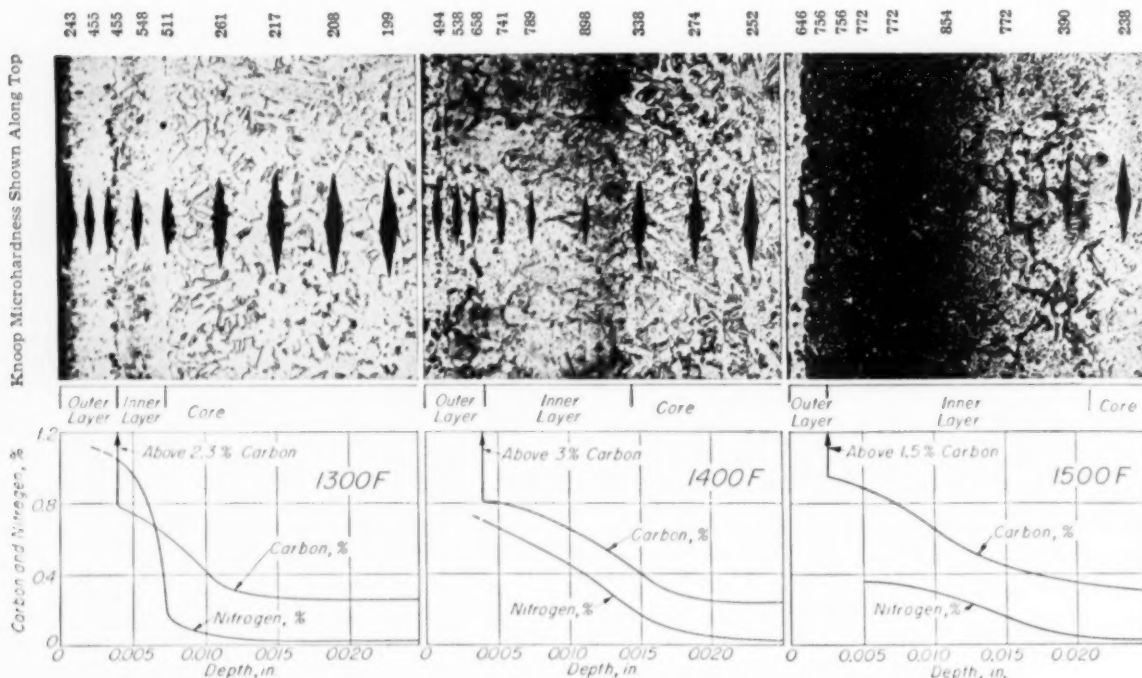 Knoop Microhardness Shown Along Top
243 455 455 548 511 261 217 208 199
494 538 658 741 789 898 338 274 252
646 756 756 772 772 854 772 390 238
Outer Layer Inner Layer Core
Outer Layer Inner Layer Core
Outer Layer Inner Layer Core
Carbon and Nitrogen, %
1.2
0.8
0.4
0
Above 2.3 % Carbon
1300 F
Carbon, %
Nitrogen, %
0 0.005 0.010 0.015 0.020
Depth, in.
Above 3% Carbon
1400 F
Carbon, %
Nitrogen, %
0 0.005 0.010 0.015 0.020
Depth, in.
Above 1.5 % Carbon
1500 F
Carbon, %
Nitrogen, %
0 0.005 0.010 0.015 0.020
Depth, in.